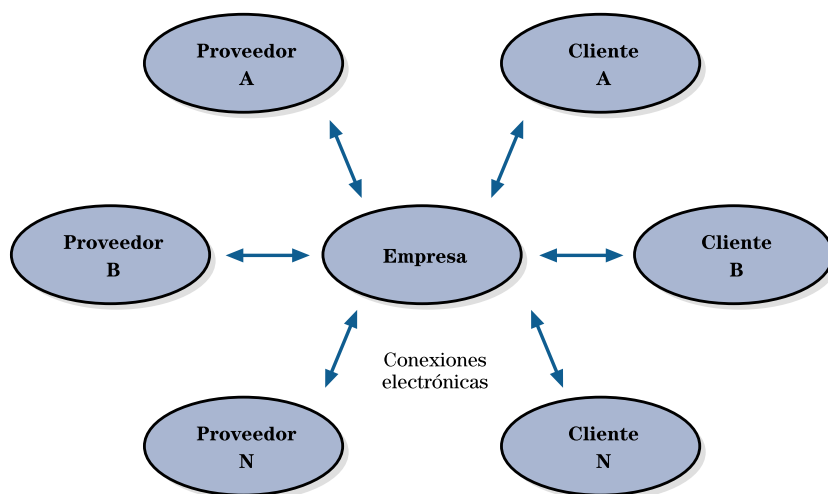 Proveedor
A
Cliente
A
Proveedor
B
Empresa
Cliente
B
Conexiones
electrónicas
Proveedor
N
Cliente
N